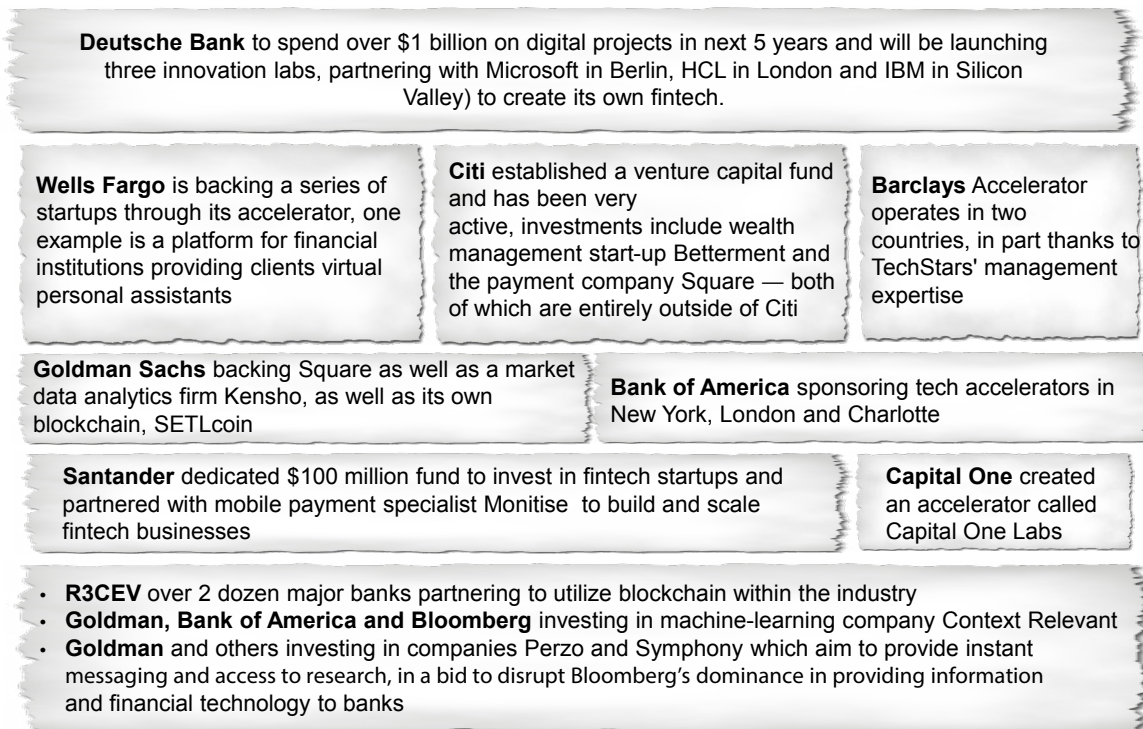 Deutsche Bank to spend over $1 billion on digital projects in next 5 years and will be launching
three innovation labs, partnering with Microsoft in Berlin, HCL in London and IBM in Silicon
Valley) to create its own fintech.
Wells Fargo is backing a series of
startups through its accelerator, one
example is a platform for financial
institutions providing clients virtual
personal assistants
Citi established a venture capital fund
and has been very
active, investments include wealth
management start-up Betterment and
the payment company Square — both
of which are entirely outside of Citi
Barclays Accelerator
operates in two
countries, in part thanks to
TechStars' management
expertise
Goldman Sachs backing Square as well as a market
data analytics firm Kensho, as well as its own
blockchain, SETLcoin
Bank of America sponsoring tech accelerators in
New York, London and Charlotte
Santander dedicated $100 million fund to invest in fintech startups and
partnered with mobile payment specialist Monitise to build and scale
fintech businesses
Capital One created
an accelerator called
Capital One Labs
• R3CEV over 2 dozen major banks partnering to utilize blockchain within the industry
• Goldman, Bank of America and Bloomberg investing in machine-learning company Context Relevant
• Goldman and others investing in companies Perzo and Symphony which aim to provide instant
messaging and access to research, in a bid to disrupt Bloomberg's dominance in providing information
and financial technology to banks